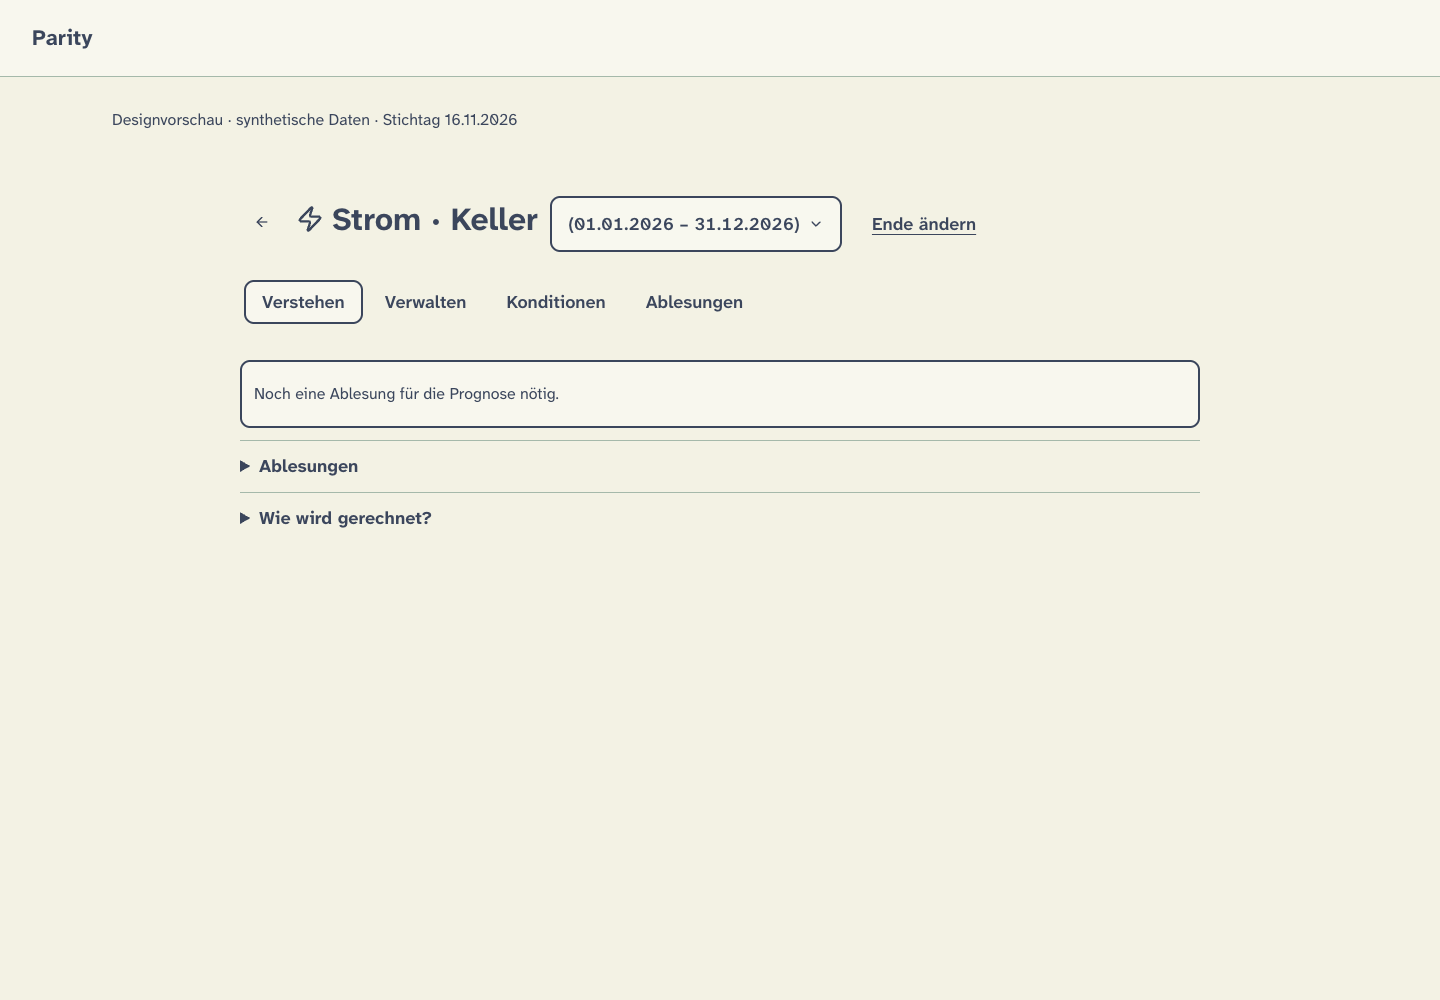 Parity
Designvorschau · synthetische Daten · Stichtag 16.11.2026
Strom · Keller (01.01.2026 – 31.12.2026) Ende ändern
Verstehen Verwalten Konditionen Ablesungen
Noch eine Ablesung für die Prognose nötig.
Ablesungen
Wie wird gerechnet?